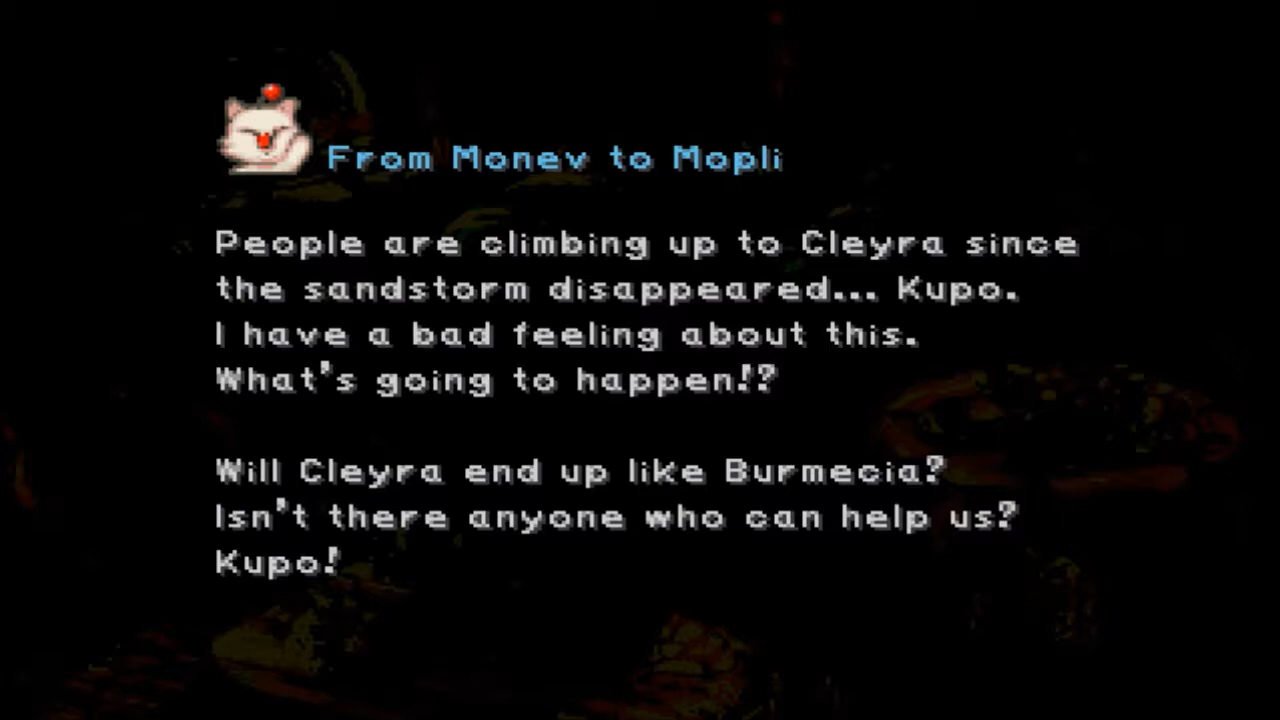 From Monev to Mopli
People are climbing up to Cleyra since
the sandstorm disappeared... Kupo.
I have a bad feeling about this.
What's going to happen!?
Will Cleyra end up like Burmecia?
Isn't there anyone who can help us?
Kupo!